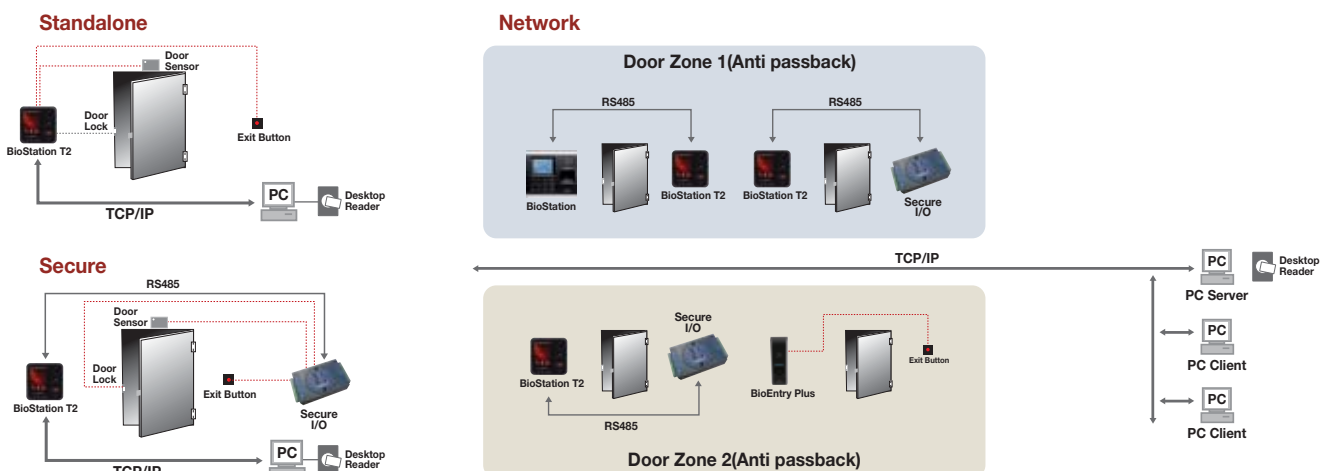 Standalone
Door
Sensor
Door
Lock
BioStation T2
Exit Button
PC
Desktop
Reader
TCP/IP
Secure
RS485
Door
Sensor
Door
Lock
BioStation T2
Exit Button
Secure
I/O
PC
Desktop
Reader
TCP/IP
Network
Door Zone 1(Anti passback)
RS485
RS485
BioStation
BioStation T2
BioStation T2
Secure
I/O
TCP/IP
PC
Desktop
Reader
PC Server
PC
PC Client
PC
PC Client
Secure
I/O
BioStation T2
BioEntry Plus
Exit Button
RS485
Door Zone 2(Anti passback)